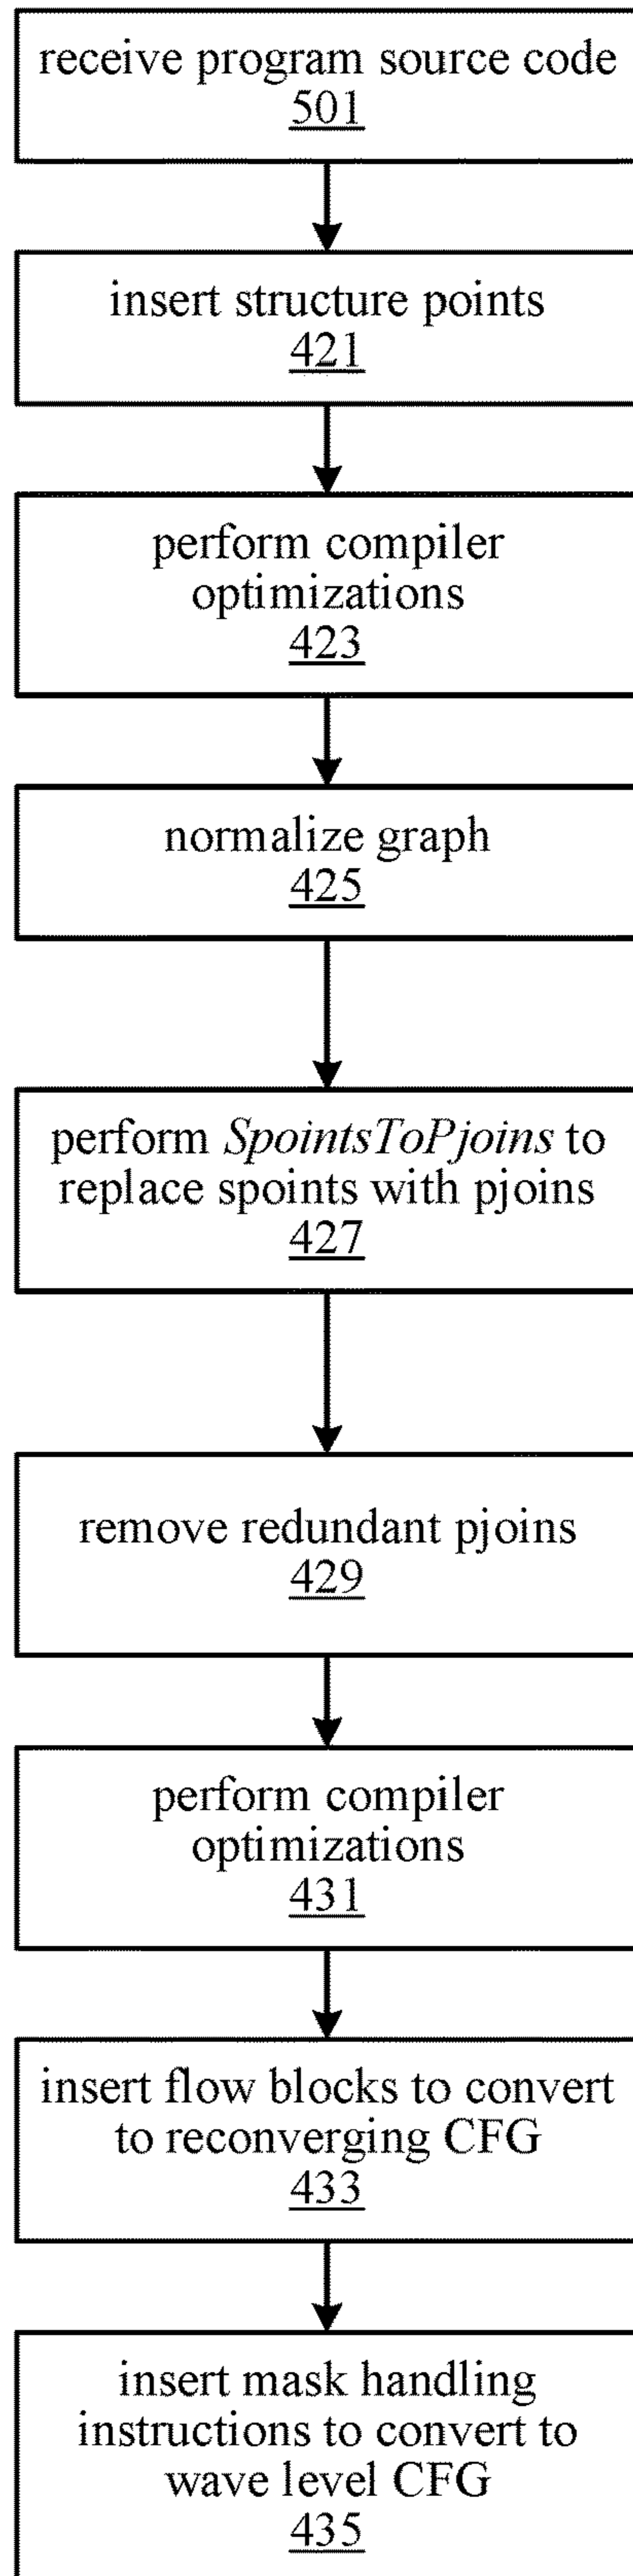 receive program source code
501
insert structure points
421
perform compiler
optimizations
423
normalize graph
425
perform SpointsToPjoins to
replace spoints with pjoins
427
remove redundant pjoins
429
perform compiler
optimizations
431
insert flow blocks to convert
to reconverging CFG
433
insert mask handling
instructions to convert to
wave level CFG
435